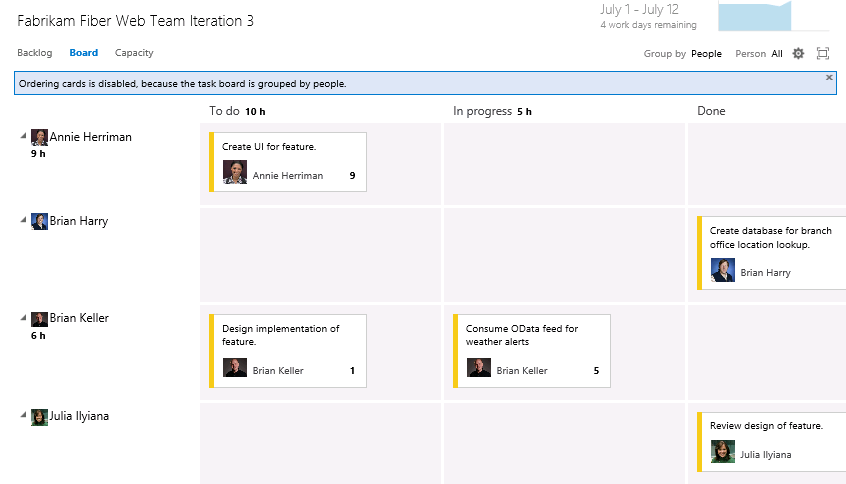 Fabrikam Fiber Web Team Iteration 3
July 1 - July 12
4 work days remaining
Backlog Board Capacity
Group by People Person All
Ordering cards is disabled, because the task board is grouped by people.
To do 10 h
In progress 5 h
Done
Annie Herriman
9 h
Create UI for feature.
Annie Herriman 9
Brian Harry
Create database for branch
office location lookup.
Brian Harry
Brian Keller
6 h
Design implementation of
feature.
Brian Keller 1
Consume OData feed for
weather alerts
Brian Keller 5
Julia Ilyiana
Review design of feature.
Julia Ilyiana